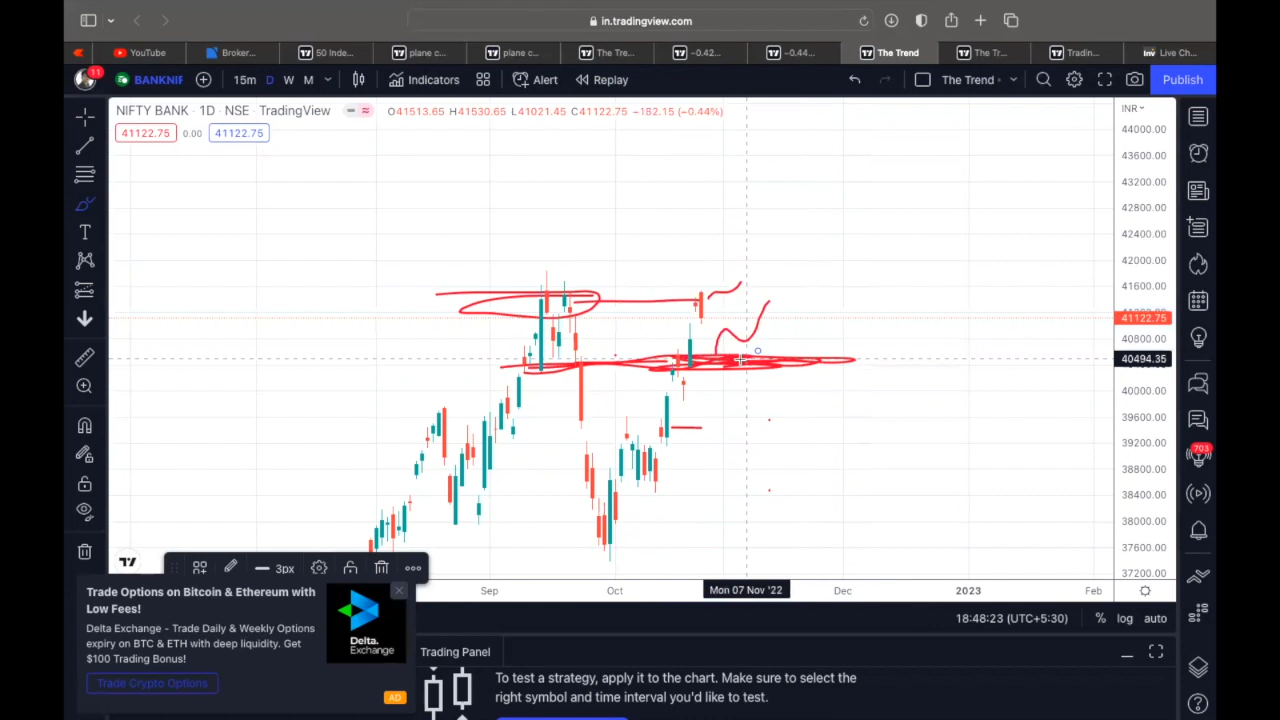 in.tradingview.com
YouTube
Broker...
50 Inde...
plane c...
plane c...
The Tre...
−0.42...
−0.44...
The Trend
The Tr...
Tradin...
Inv Live Ch...
11
BANKNIF
15m D W M
Indicators
Alert
Replay
The Trend
Publish
NIFTY BANK · 1D · NSE · TradingView
O41513.65 H41530.65 L41021.45 C41122.75 −182.15 (−0.44%)
INR
41122.75 0.00 41122.75
44000.00
43600.00
43200.00
42800.00
42400.00
42000.00
41600.00
41122.75
40800.00
40494.35
40000.00
39600.00
39200.00
38800.00
38400.00
38000.00
37600.00
37200.00
703
3px
Sep
Oct
Mon 07 Nov '22
Dec
2023
Feb
18:48:23 (UTC+5:30)
% log auto
Trade Options on Bitcoin & Ethereum with
Low Fees!
Delta Exchange - Trade Daily & Weekly Options
expiry on BTC & ETH with deep liquidity. Get
$100 Trading Bonus!
Trade Crypto Options
Delta.
Exchange
AD
Trading Panel
To test a strategy, apply it to the chart. Make sure to select the
right symbol and time interval you'd like to test.